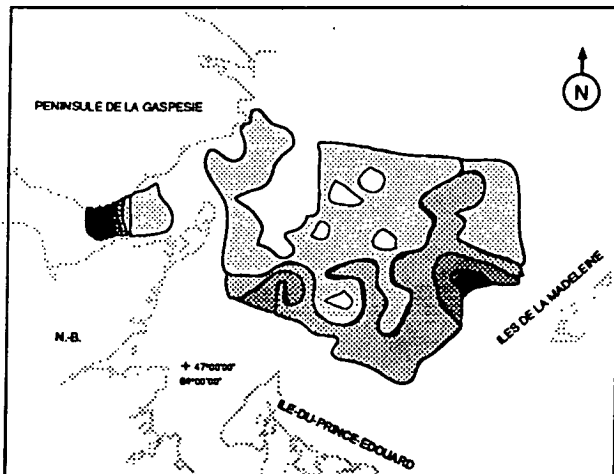 N
PENINSULE DE LA GASPESIE
ILES DE LA MADELEINE
N.-B.
+ 47°00'00"
64°00'00"
ILE-DU-PRINCE-EDOUARD